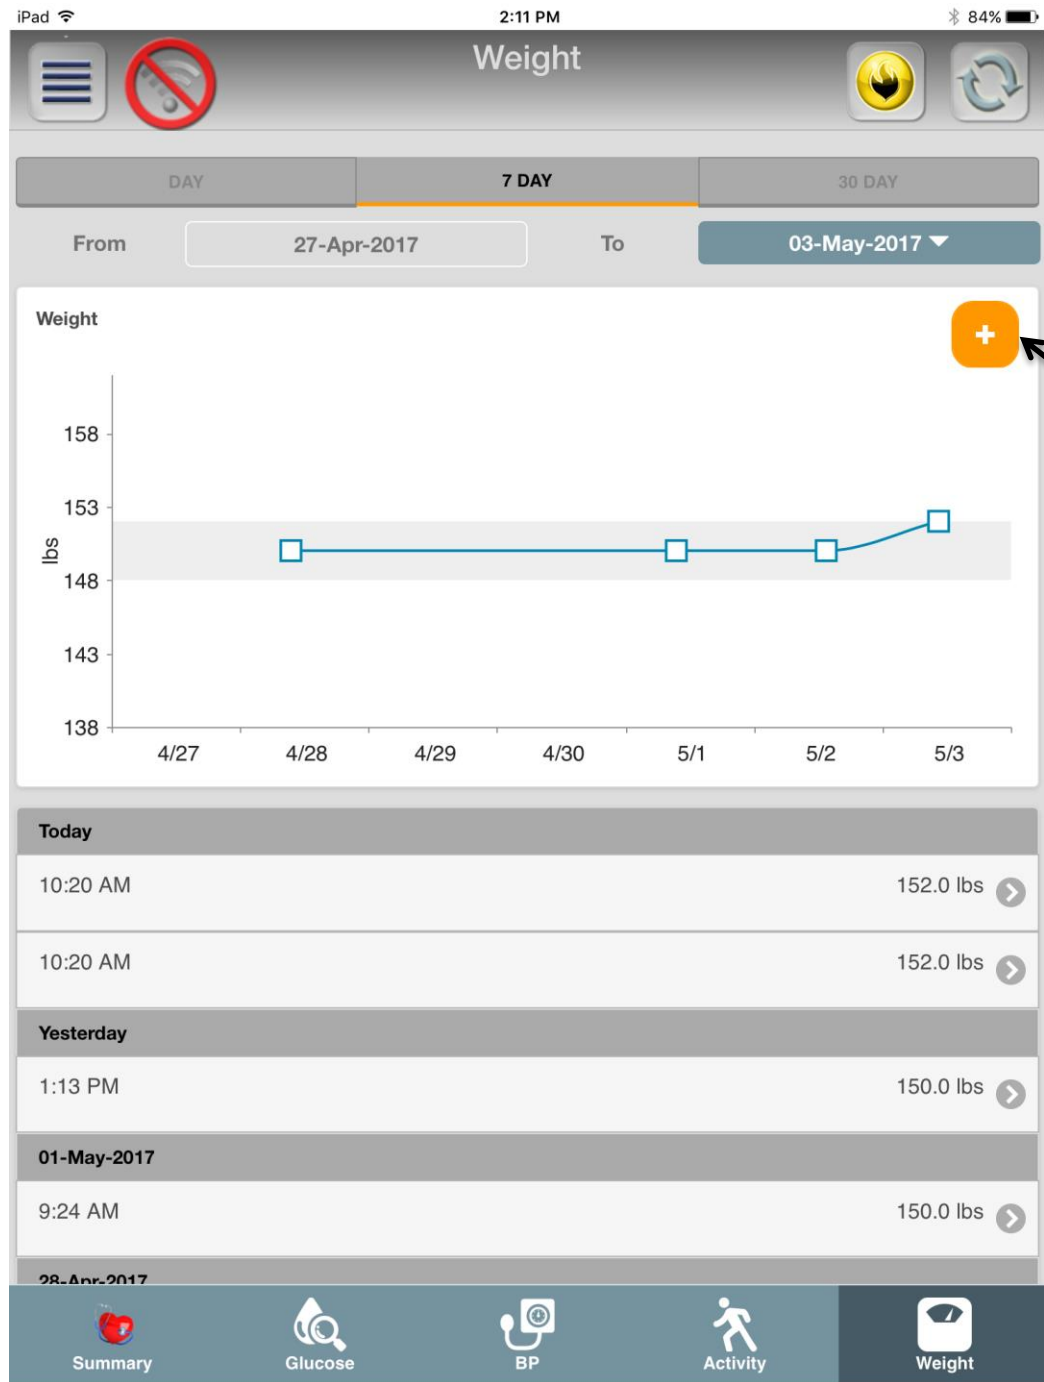 iPad 2:11 PM 84%
Weight
DAY 7 DAY 30 DAY
From 27-Apr-2017 To 03-May-2017
Weight
+
158
153
lbs
148
143
138
4/27 4/28 4/29 4/30 5/1 5/2 5/3
Today
10:20 AM 152.0 lbs
10:20 AM 152.0 lbs
Yesterday
1:13 PM 150.0 lbs
01-May-2017
9:24 AM 150.0 lbs
28-Apr-2017
Summary Glucose BP Activity Weight